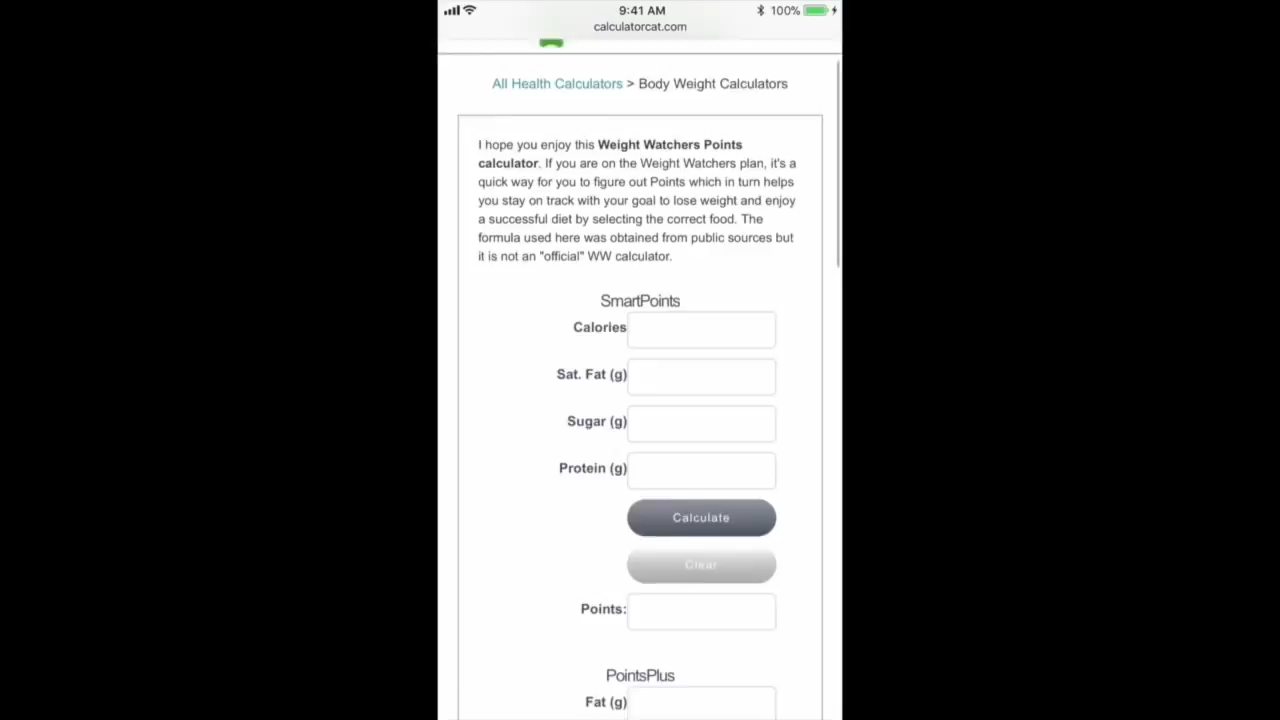 9:41 AM
100%
calculatorcat.com
All Health Calculators > Body Weight Calculators
I hope you enjoy this Weight Watchers Points
calculator. If you are on the Weight Watchers plan, it's a
quick way for you to figure out Points which in turn helps
you stay on track with your goal to lose weight and enjoy
a successful diet by selecting the correct food. The
formula used here was obtained from public sources but
it is not an "official" WW calculator.
SmartPoints
Calories
Sat. Fat (g)
Sugar (g)
Protein (g)
Calculate
Clear
Points:
PointsPlus
Fat (g)